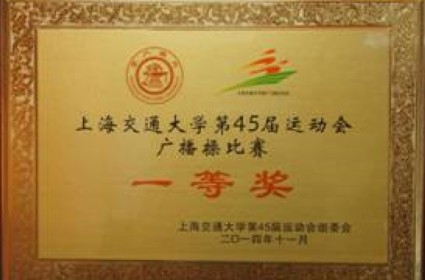 上海交通大学第45届运动会
广播操比赛
一等奖
上海交通大学第45届运动会组委会
二〇一四年十一月